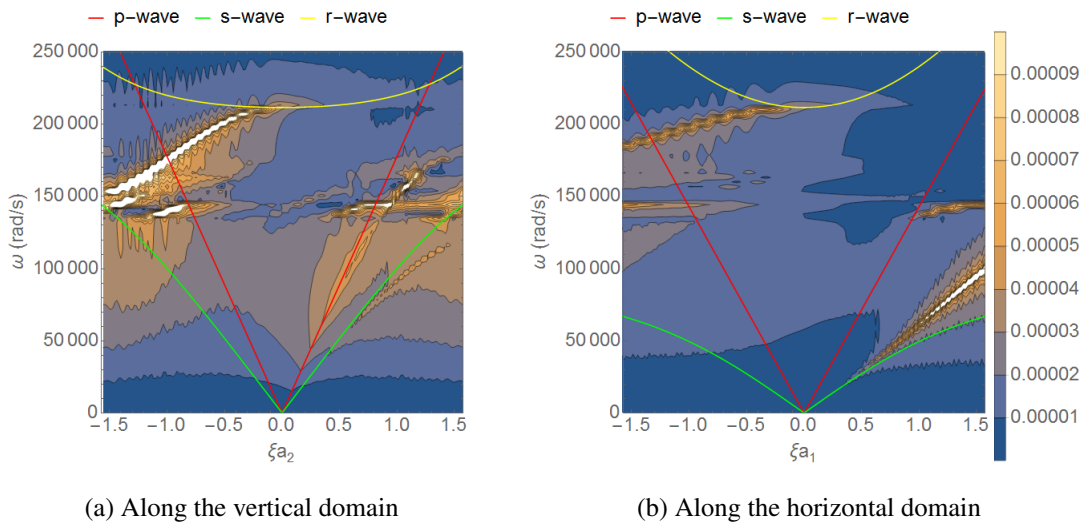 p-wave s-wave r-wave
250 000
200 000
150 000
100 000
50 000
0
ω (rad/s)
-1.5 -1.0 -0.5 0.0 0.5 1.0 1.5
ξa2
(a) Along the vertical domain
p-wave s-wave r-wave
250 000
200 000
150 000
100 000
50 000
0
ω (rad/s)
-1.5 -1.0 -0.5 0.0 0.5 1.0 1.5
ξa1
(b) Along the horizontal domain
0.00009
0.00008
0.00007
0.00006
0.00005
0.00004
0.00003
0.00002
0.00001